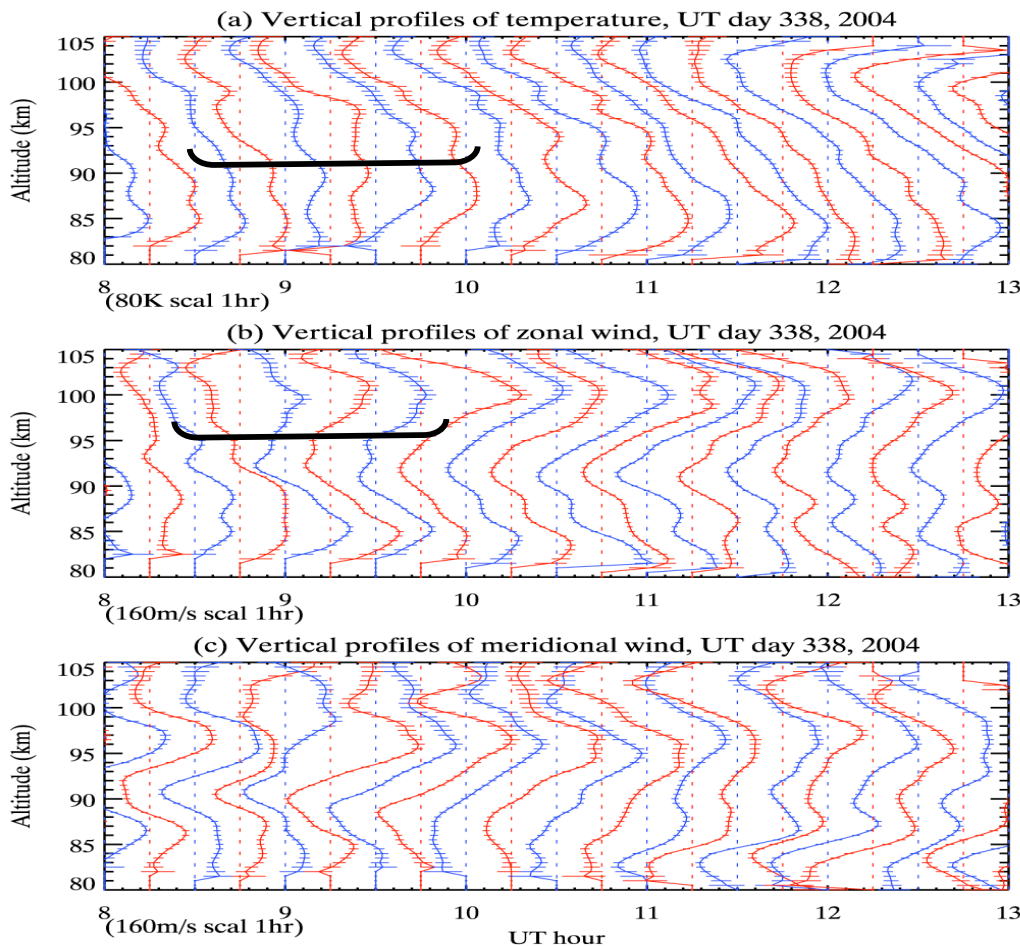 (a) Vertical profiles of temperature, UT day 338, 2004
105
100
95
90
85
80
Altitude (km)
8 9 10 11 12 13
(80K scal 1hr)
(b) Vertical profiles of zonal wind, UT day 338, 2004
105
100
95
90
85
80
Altitude (km)
8 9 10 11 12 13
(160m/s scal 1hr)
(c) Vertical profiles of meridional wind, UT day 338, 2004
105
100
95
90
85
80
Altitude (km)
8 9 10 11 12 13
(160m/s scal 1hr)
UT hour